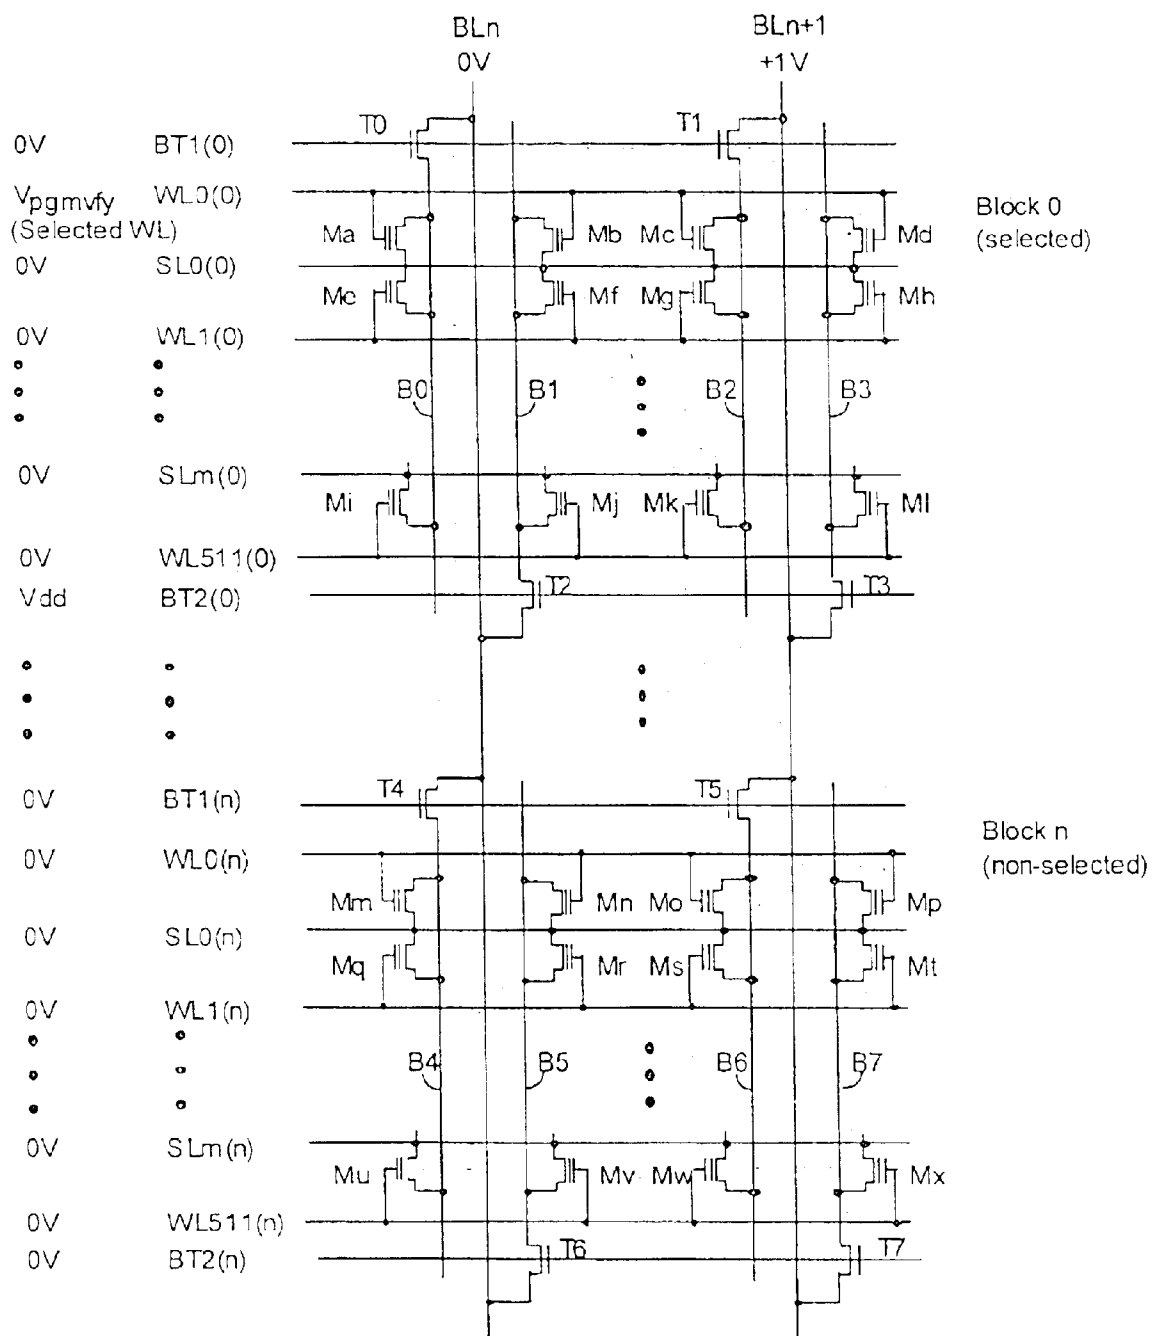 BLn BLn+1
0V +1V
T0 T1
0V BT1(0)
Vpgmvfy WL0(0)
(Selected WL)
Block 0
(selected)
Ma Mb Mc Md
0V SL0(0)
Me Mf Mg Mh
0V WL1(0)
B0 B1 B2 B3
0V SLm(0)
Mi Mj Mk Ml
0V WL511(0)
Vdd BT2(0)
T2 T3
T4 T5
0V BT1(n)
Block n
(non-selected)
0V WL0(n)
Mm Mn Mo Mp
0V SL0(n)
Mq Mr Ms Mt
0V WL1(n)
B4 B5 B6 B7
0V SLm(n)
Mu Mv Mw Mx
0V WL511(n)
0V BT2(n)
T6 T7